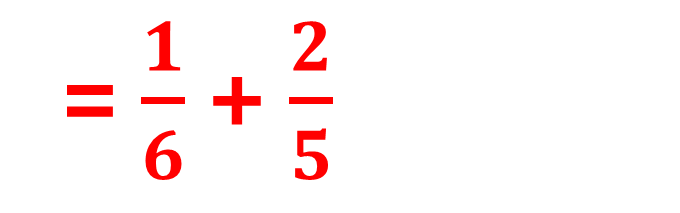 = 1/6 + 2/5